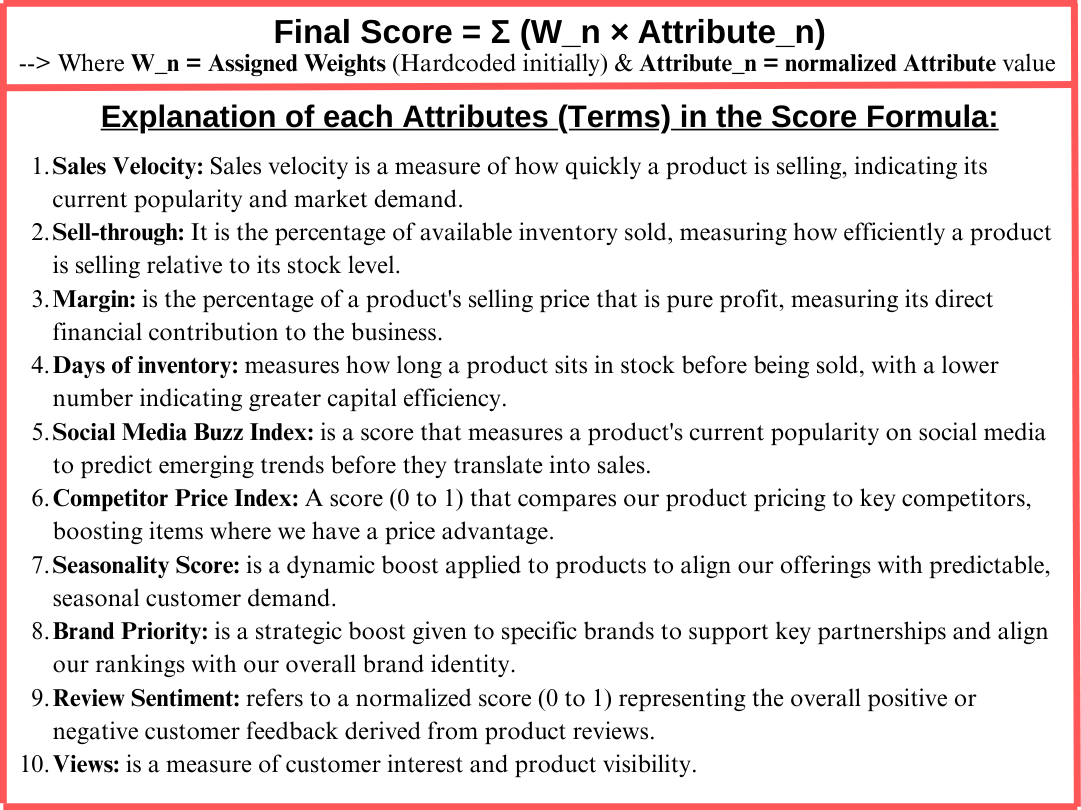 Final Score = Σ (W_n × Attribute_n)
--> Where W_n = Assigned Weights (Hardcoded initially) & Attribute_n = normalized Attribute value
Explanation of each Attributes (Terms) in the Score Formula:
1. Sales Velocity: Sales velocity is a measure of how quickly a product is selling, indicating its
current popularity and market demand.
2. Sell-through: It is the percentage of available inventory sold, measuring how efficiently a product
is selling relative to its stock level.
3. Margin: is the percentage of a product's selling price that is pure profit, measuring its direct
financial contribution to the business.
4. Days of inventory: measures how long a product sits in stock before being sold, with a lower
number indicating greater capital efficiency.
5. Social Media Buzz Index: is a score that measures a product's current popularity on social media
to predict emerging trends before they translate into sales.
6. Competitor Price Index: A score (0 to 1) that compares our product pricing to key competitors,
boosting items where we have a price advantage.
7. Seasonality Score: is a dynamic boost applied to products to align our offerings with predictable,
seasonal customer demand.
8. Brand Priority: is a strategic boost given to specific brands to support key partnerships and align
our rankings with our overall brand identity.
9. Review Sentiment: refers to a normalized score (0 to 1) representing the overall positive or
negative customer feedback derived from product reviews.
10. Views: is a measure of customer interest and product visibility.